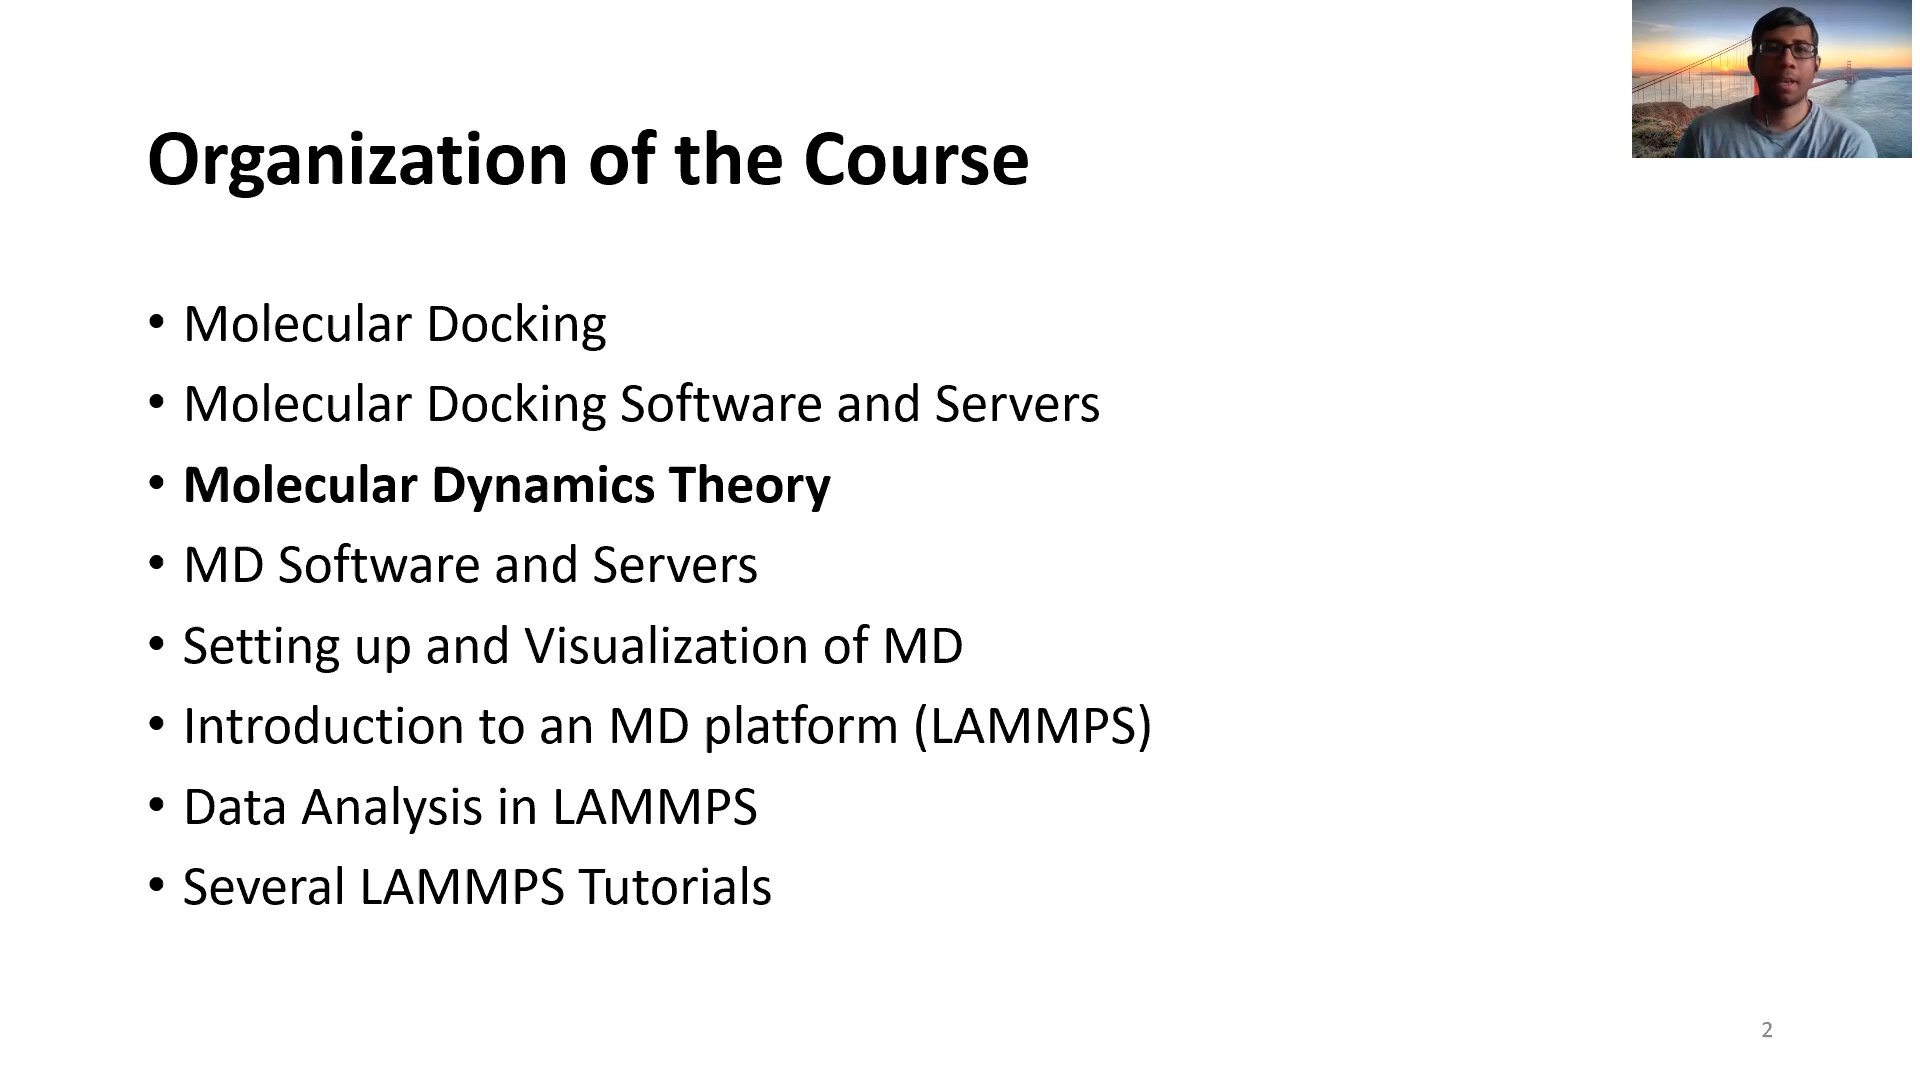 Organization of the Course
• Molecular Docking
• Molecular Docking Software and Servers
• Molecular Dynamics Theory
• MD Software and Servers
• Setting up and Visualization of MD
• Introduction to an MD platform (LAMMPS)
• Data Analysis in LAMMPS
• Several LAMMPS Tutorials
2